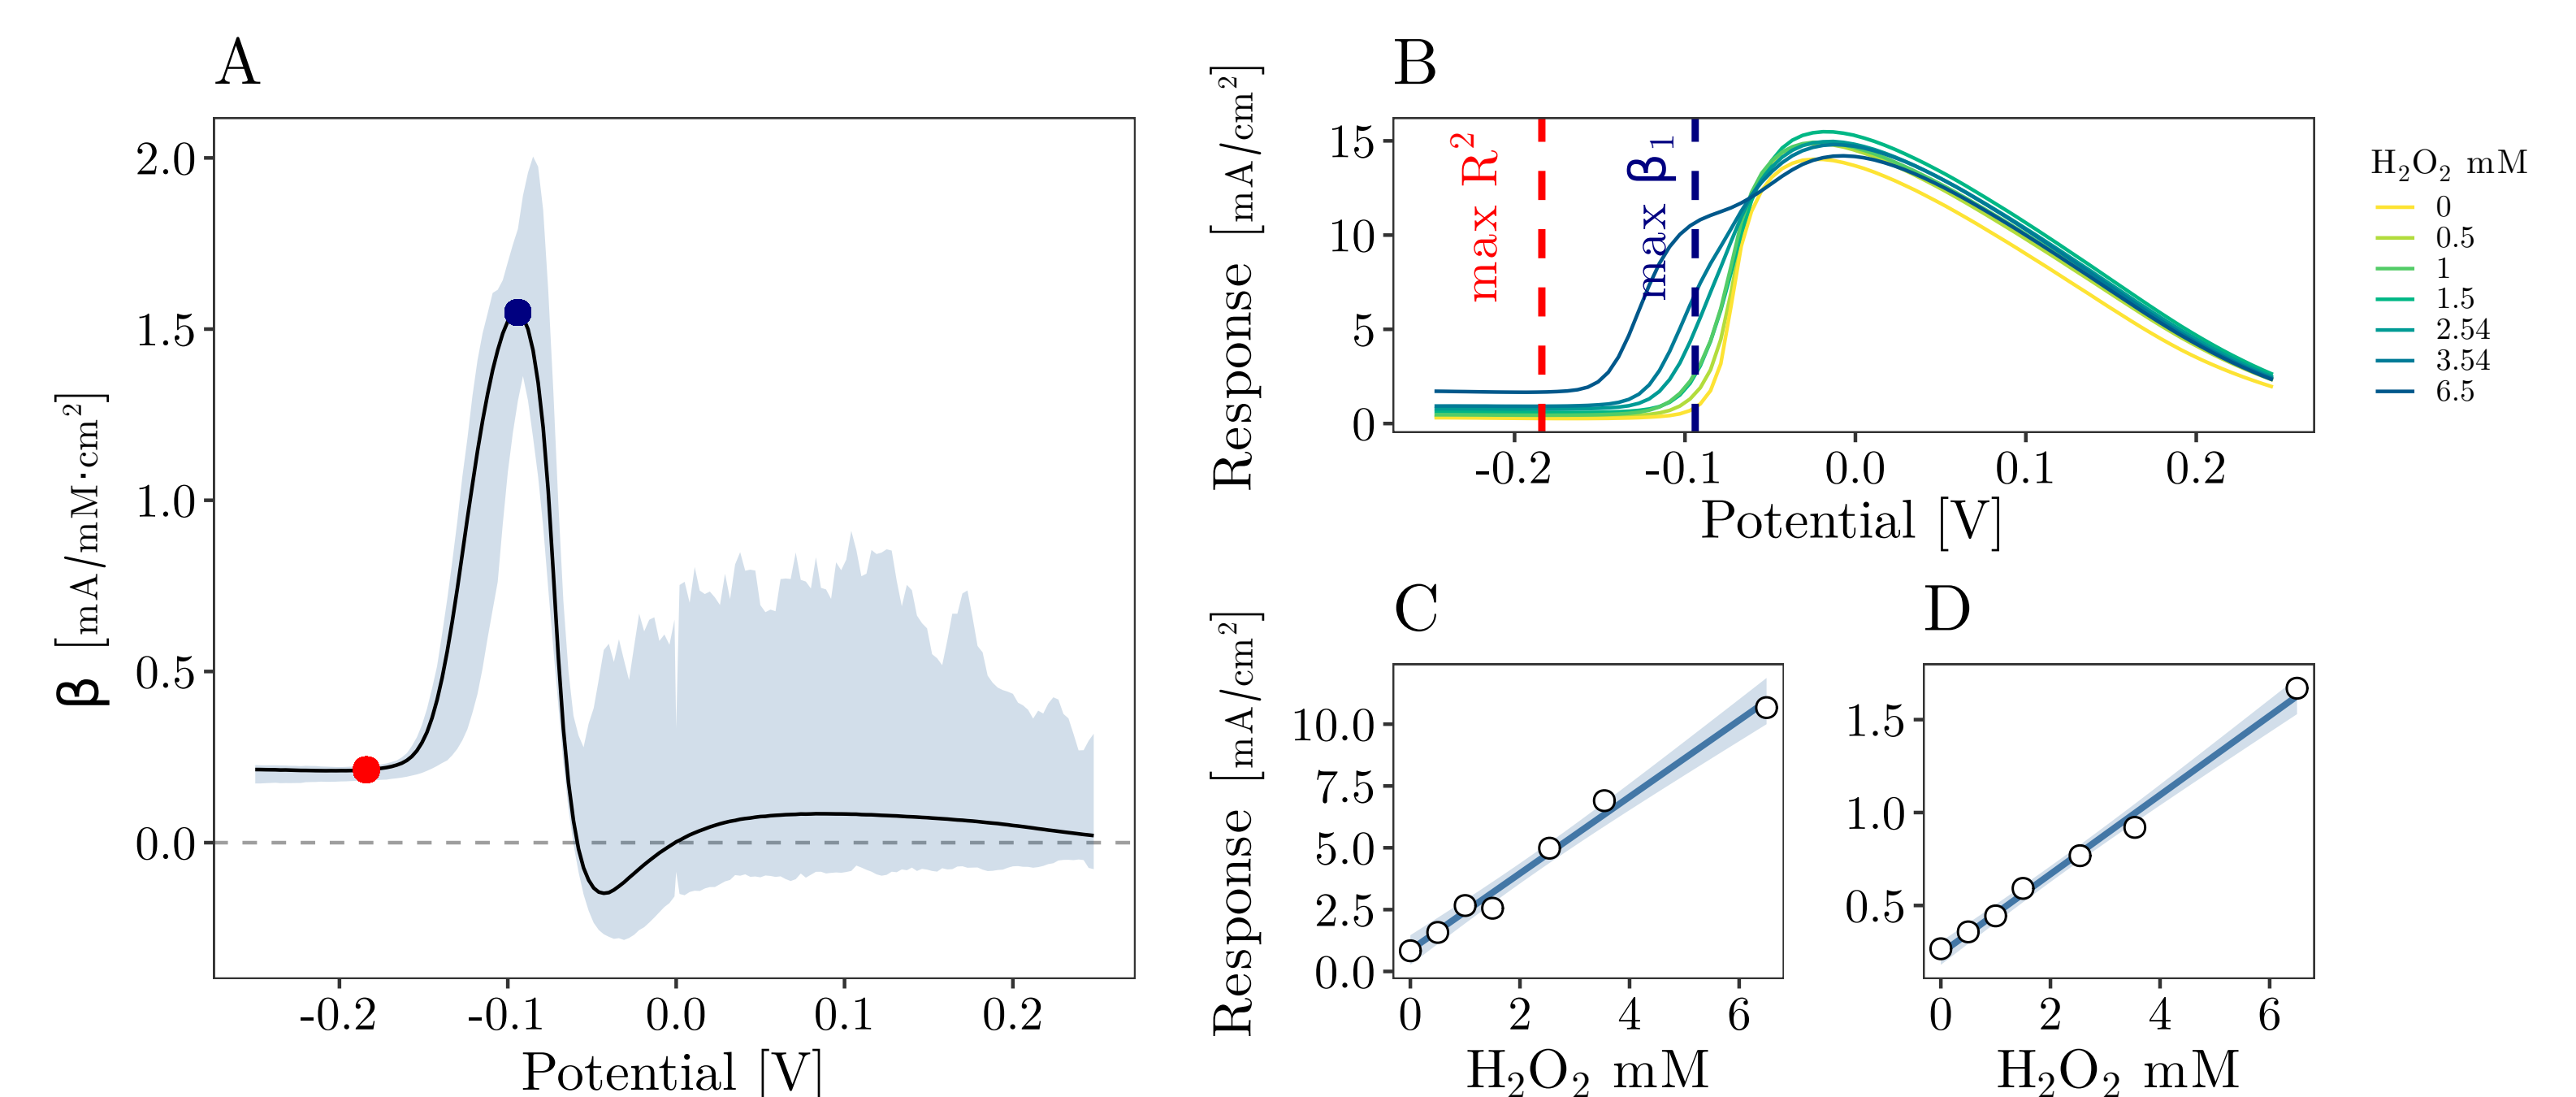 A
β [mA/mM·cm²]
2.0
1.5
1.0
0.5
0.0
-0.2 -0.1 0.0 0.1 0.2
Potential [V]
B
Response [mA/cm²]
15
10
5
0
max R²
max β₁
-0.2 -0.1 0.0 0.1 0.2
Potential [V]
H₂O₂ mM
0
0.5
1
1.5
2.54
3.54
6.5
C
Response [mA/cm²]
10.0
7.5
5.0
2.5
0.0
0 2 4 6
H₂O₂ mM
D
1.5
1.0
0.5
0 2 4 6
H₂O₂ mM